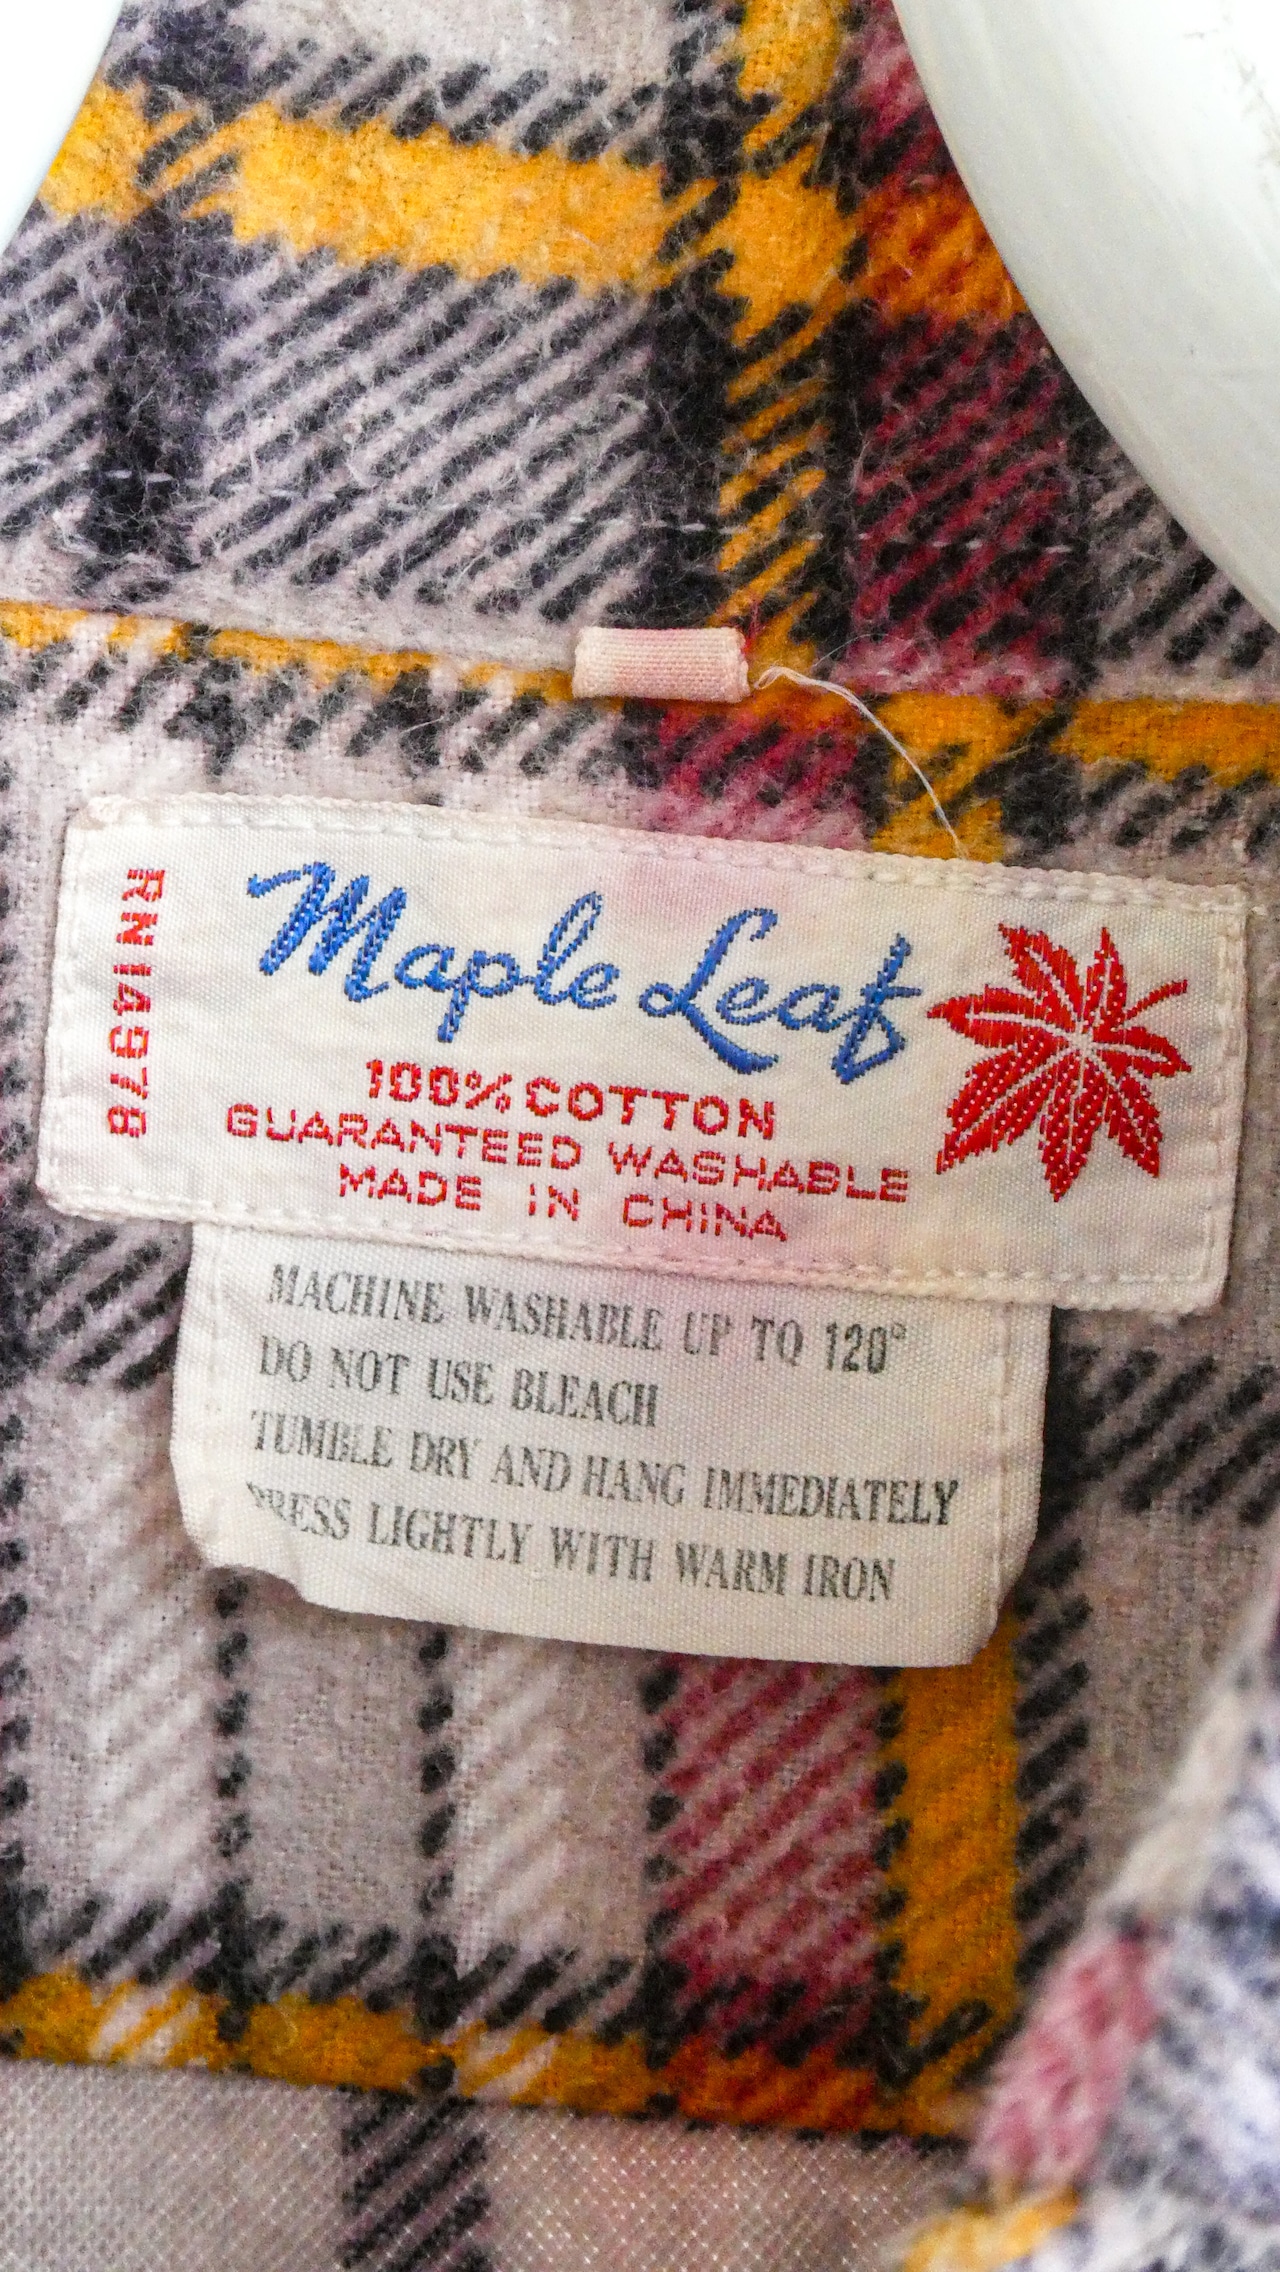 RN14978
Maple Leaf
100% COTTON
GUARANTEED WASHABLE
MADE IN CHINA
MACHINE WASHABLE UP TO 120°
DO NOT USE BLEACH
TUMBLE DRY AND HANG IMMEDIATELY
PRESS LIGHTLY WITH WARM IRON